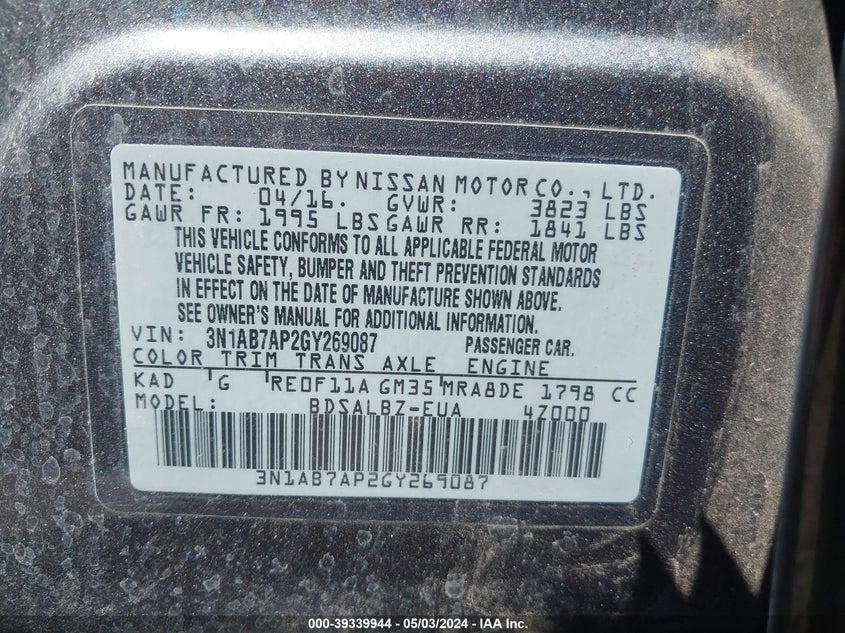 MANUFACTURED BY NISSAN MOTOR CO., LTD.
DATE: 04/16. GVWR: 3823 LBS
GAWR FR: 1995 LBS GAWR RR: 1841 LBS
THIS VEHICLE CONFORMS TO ALL APPLICABLE FEDERAL MOTOR
VEHICLE SAFETY, BUMPER AND THEFT PREVENTION STANDARDS
IN EFFECT ON THE DATE OF MANUFACTURE SHOWN ABOVE.
SEE OWNER'S MANUAL FOR ADDITIONAL INFORMATION.
VIN: 3N1AB7AP2GY269087 PASSENGER CAR.
COLOR TRIM TRANS AXLE ENGINE
KAD G RE0F11A GM35 MRA8DE 1798 CC
MODEL: BDSALBZ-EUA 4Z000
3N1AB7AP2GY269087
000-39339944 - 05/03/2024 - IAA Inc.